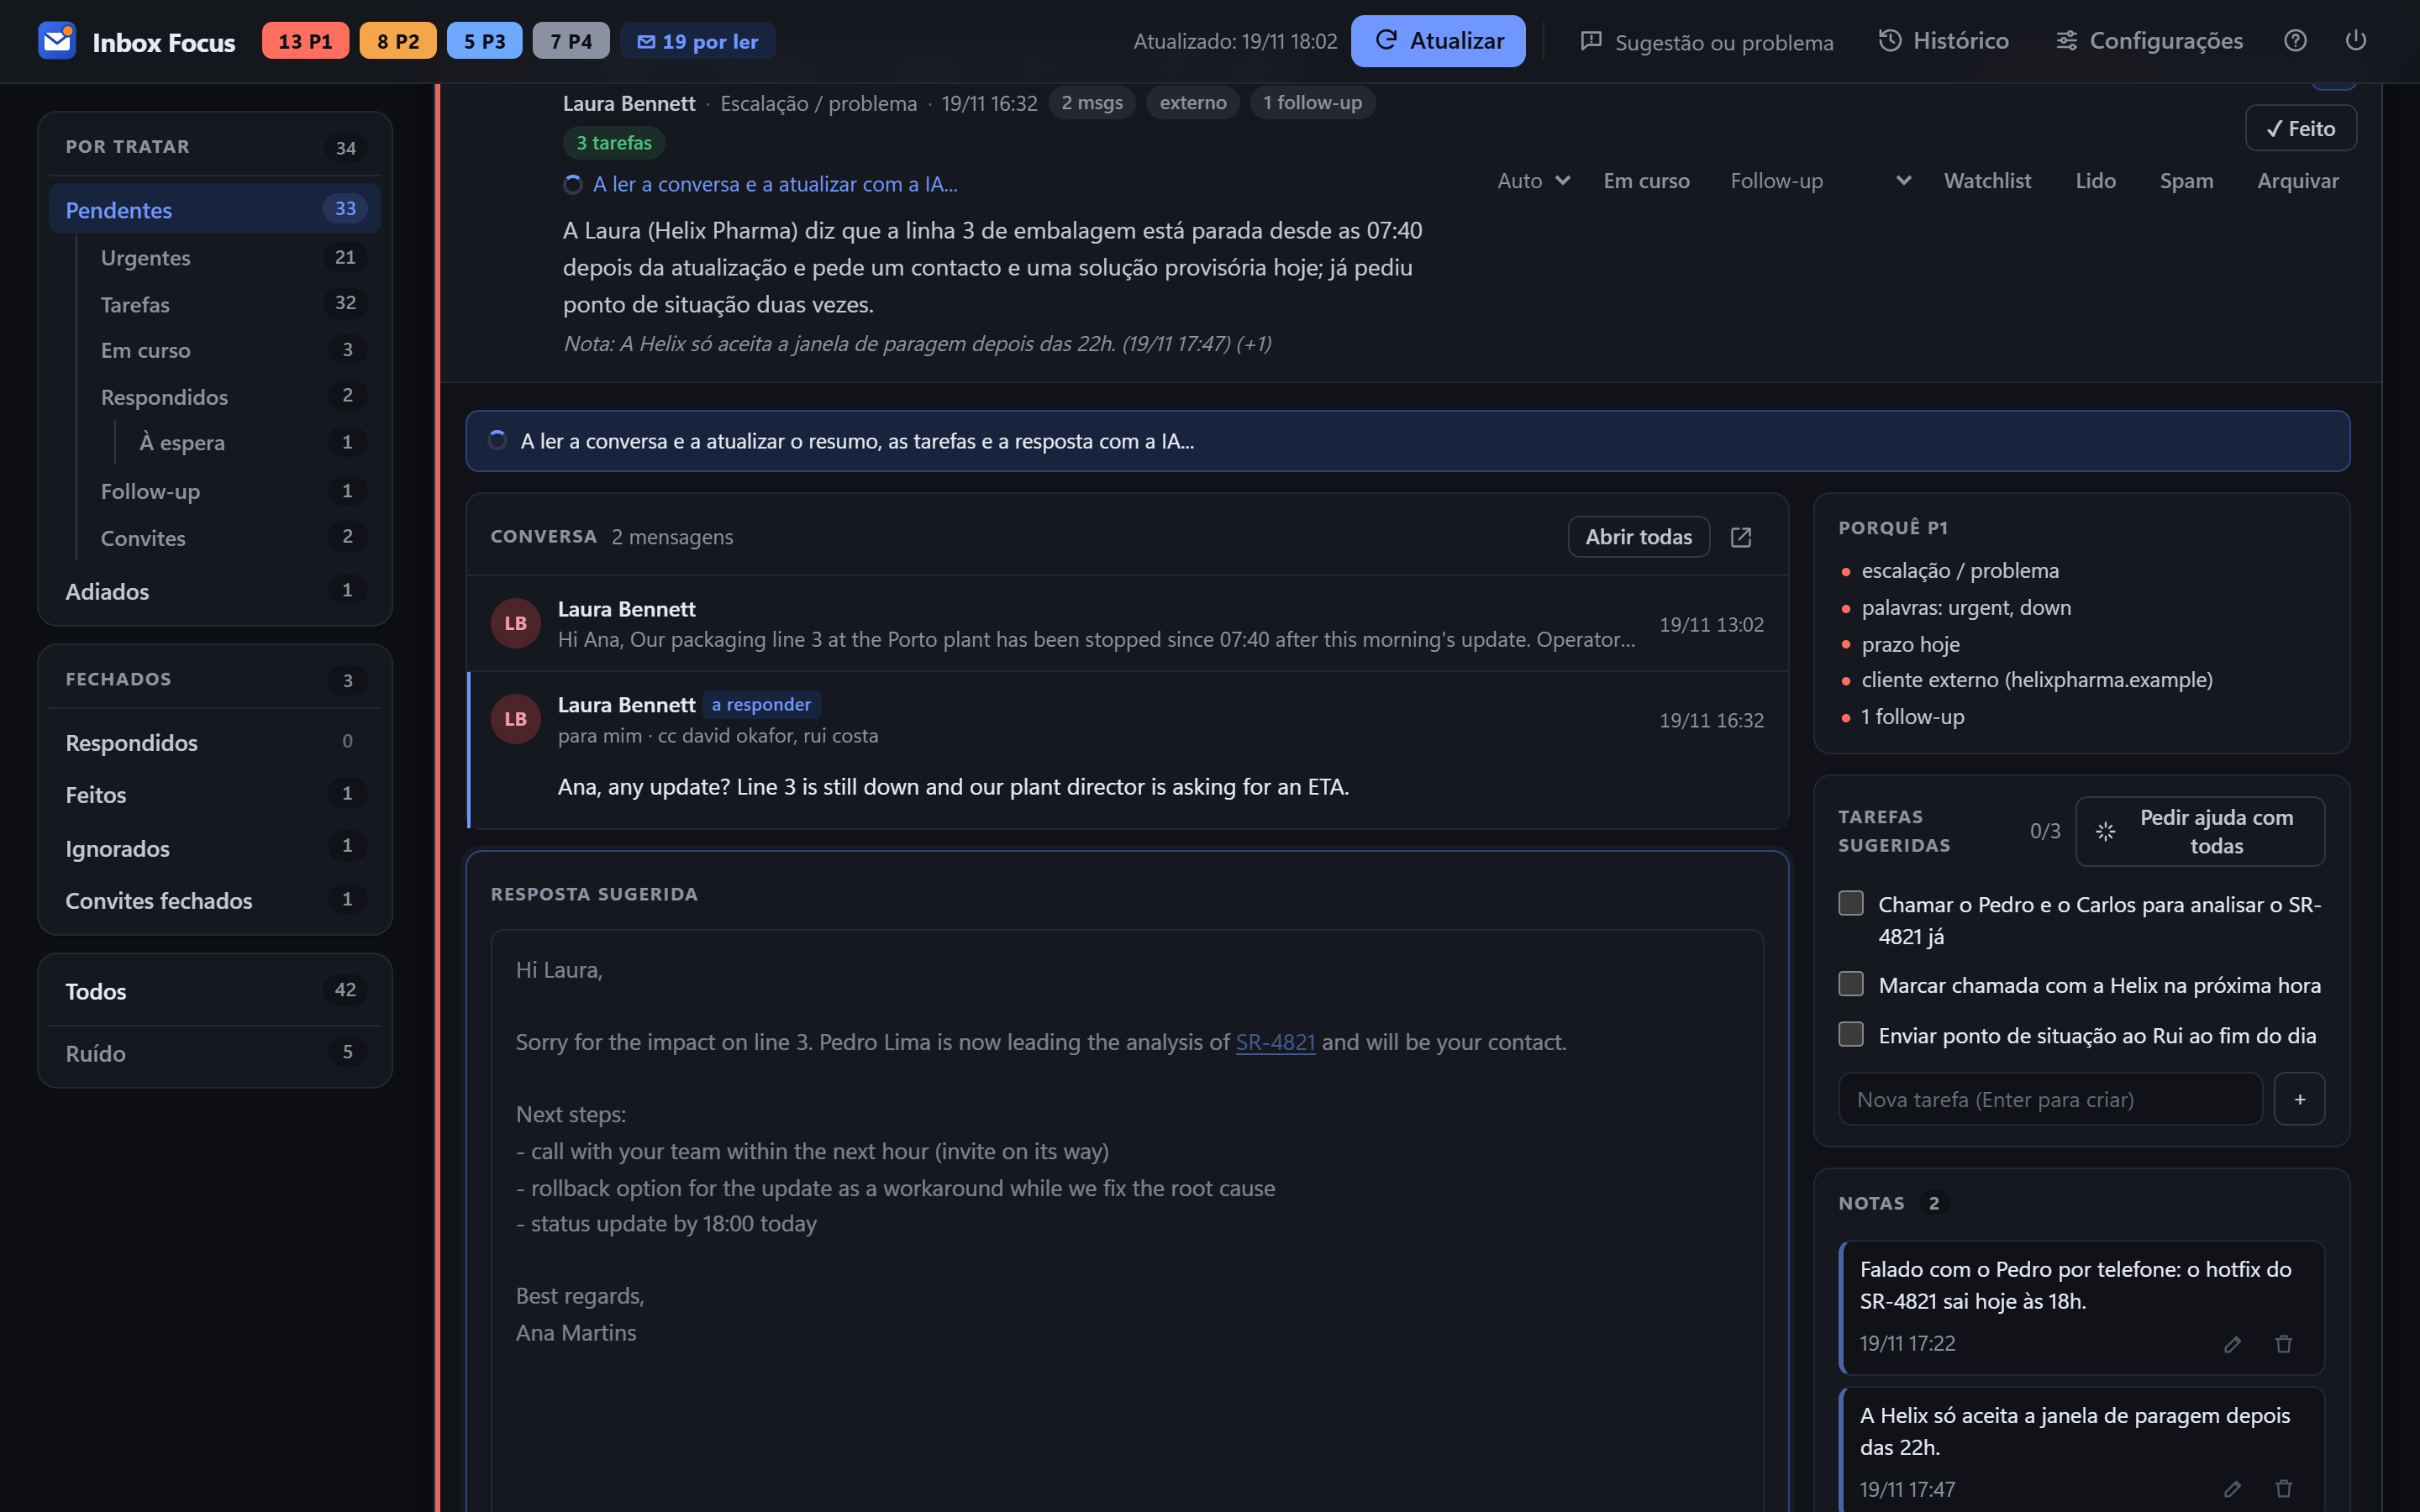 Inbox Focus
13 P1
8 P2
5 P3
7 P4
19 por ler
Atualizado: 19/11 18:02
Atualizar
Sugestão ou problema
Histórico
Configurações
POR TRATAR 34
Pendentes 33
Urgentes 21
Tarefas 32
Em curso 3
Respondidos 2
À espera 1
Follow-up 1
Convites 2
Adiados 1
FECHADOS 3
Respondidos 0
Feitos 1
Ignorados 1
Convites fechados 1
Todos 42
Ruído 5
Laura Bennett · Escalação / problema · 19/11 16:32 2 msgs externo 1 follow-up
3 tarefas
A ler a conversa e a atualizar com a IA...
A Laura (Helix Pharma) diz que a linha 3 de embalagem está parada desde as 07:40
depois da atualização e pede um contacto e uma solução provisória hoje; já pediu
ponto de situação duas vezes.
Nota: A Helix só aceita a janela de paragem depois das 22h. (19/11 17:47) (+1)
✓ Feito
Auto
Em curso
Follow-up
Watchlist
Lido
Spam
Arquivar
A ler a conversa e a atualizar o resumo, as tarefas e a resposta com a IA...
CONVERSA 2 mensagens
Abrir todas
LB
Laura Bennett
Hi Ana, Our packaging line 3 at the Porto plant has been stopped since 07:40 after this morning's update. Operator...
19/11 13:02
LB
Laura Bennett a responder
para mim · cc david okafor, rui costa
19/11 16:32
Ana, any update? Line 3 is still down and our plant director is asking for an ETA.
RESPOSTA SUGERIDA
Hi Laura,
Sorry for the impact on line 3. Pedro Lima is now leading the analysis of SR-4821 and will be your contact.
Next steps:
- call with your team within the next hour (invite on its way)
- rollback option for the update as a workaround while we fix the root cause
- status update by 18:00 today
Best regards,
Ana Martins
PORQUÊ P1
escalação / problema
palavras: urgent, down
prazo hoje
cliente externo (helixpharma.example)
1 follow-up
TAREFAS
SUGERIDAS
0/3
Pedir ajuda com
todas
Chamar o Pedro e o Carlos para analisar o SR-
4821 já
Marcar chamada com a Helix na próxima hora
Enviar ponto de situação ao Rui ao fim do dia
Nova tarefa (Enter para criar)
+
NOTAS 2
Falado com o Pedro por telefone: o hotfix do
SR-4821 sai hoje às 18h.
19/11 17:22
A Helix só aceita a janela de paragem depois
das 22h.
19/11 17:47